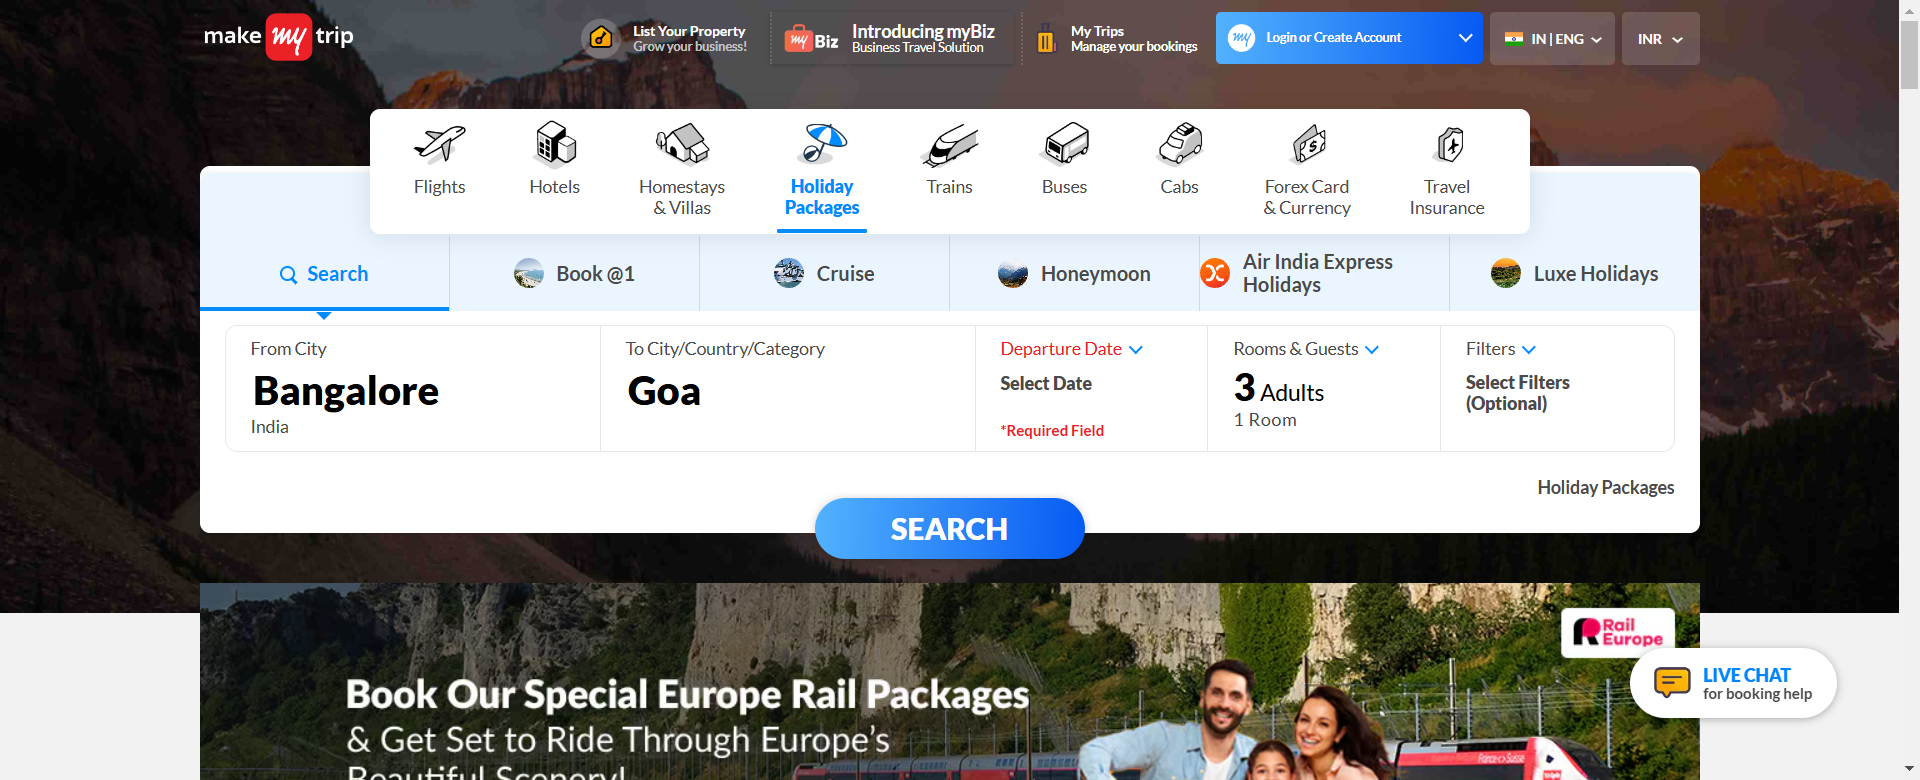 make my trip
List Your Property
Grow your business!
my Biz
Introducing myBiz
Business Travel Solution
My Trips
Manage your bookings
my
Login or Create Account
IN | ENG
INR
Flights
Hotels
Homestays
& Villas
Holiday
Packages
Trains
Buses
Cabs
Forex Card
& Currency
Travel
Insurance
Search
Book @1
Cruise
Honeymoon
Air India Express
Holidays
Luxe Holidays
From City
Bangalore
India
To City/Country/Category
Goa
Departure Date
Select Date
*Required Field
Rooms & Guests
3 Adults
1 Room
Filters
Select Filters
(Optional)
Holiday Packages
SEARCH
Rail
Europe
LIVE CHAT
for booking help
Book Our Special Europe Rail Packages
& Get Set to Ride Through Europe's
Beautiful Scenery!